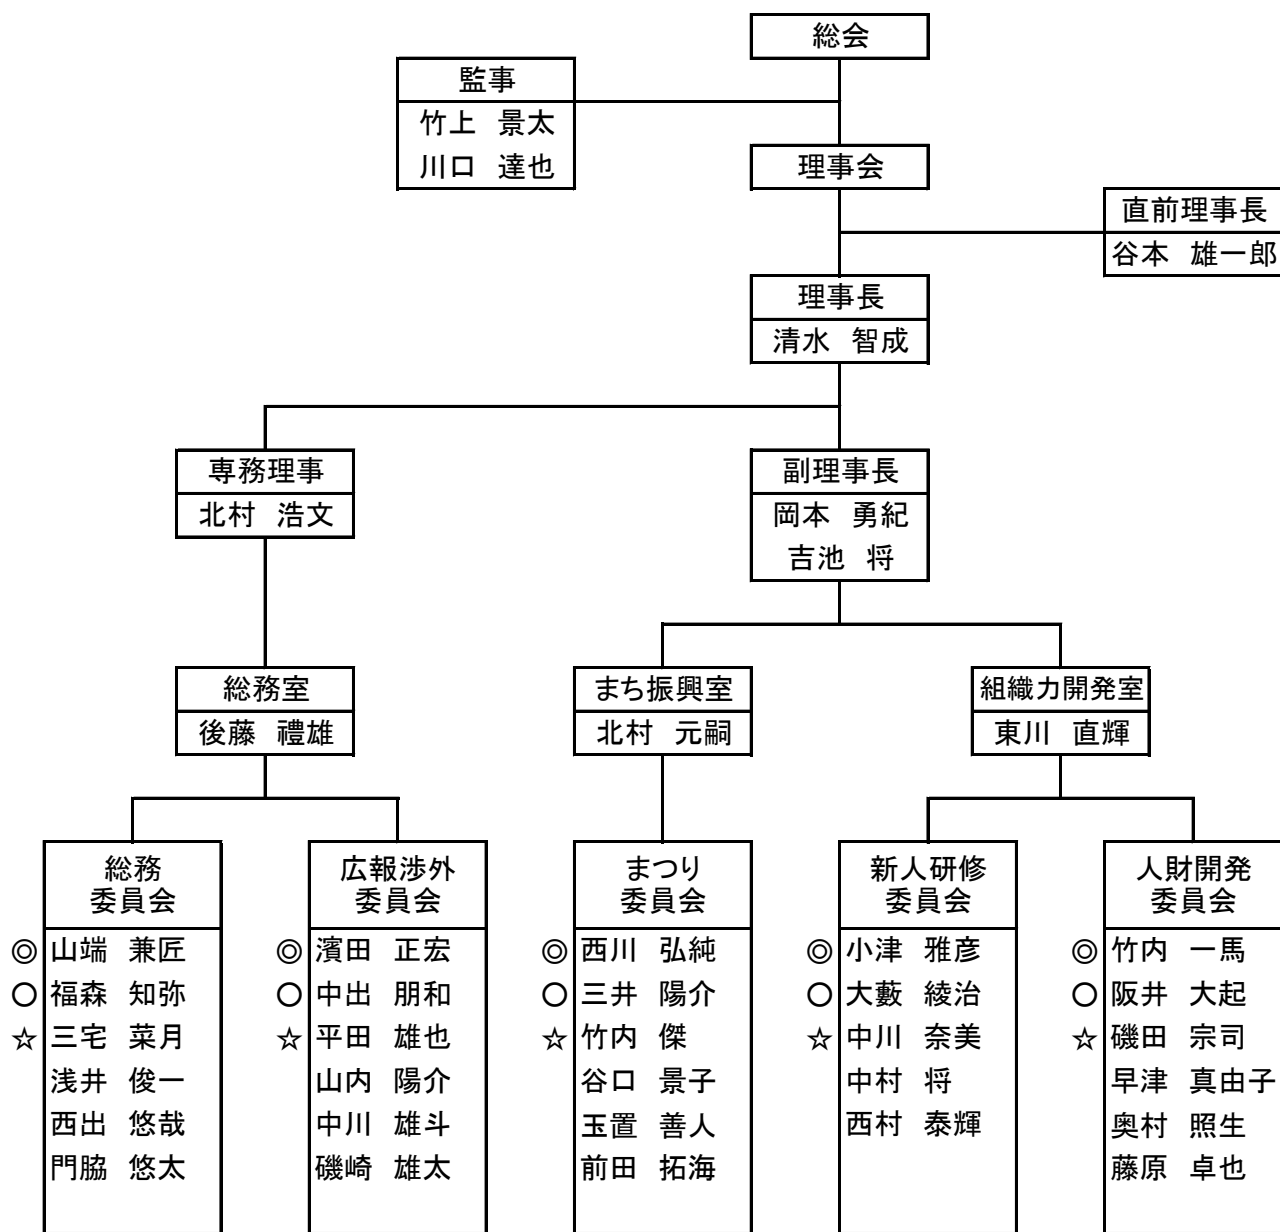 総会
監事
竹上 景太
川口 達也
理事会
直前理事長
谷本 雄一郎
理事長
清水 智成
専務理事
北村 浩文
副理事長
岡本 勇紀
吉池 将
総務室
後藤 禮雄
まち振興室
北村 元嗣
組織力開発室
東川 直輝
総務
委員会
◎ 山端 兼匠
○ 福森 知弥
☆ 三宅 菜月
浅井 俊一
西出 悠哉
門脇 悠太
広報渉外
委員会
◎ 濱田 正宏
○ 中出 朋和
☆ 平田 雄也
山内 陽介
中川 雄斗
磯崎 雄太
まつり
委員会
◎ 西川 弘純
○ 三井 陽介
☆ 竹内 傑
谷口 景子
玉置 善人
前田 拓海
新人研修
委員会
◎ 小津 雅彦
○ 大藪 綾治
☆ 中川 奈美
中村 将
西村 泰輝
人財開発
委員会
◎ 竹内 一馬
○ 阪井 大起
☆ 磯田 宗司
早津 真由子
奥村 照生
藤原 卓也